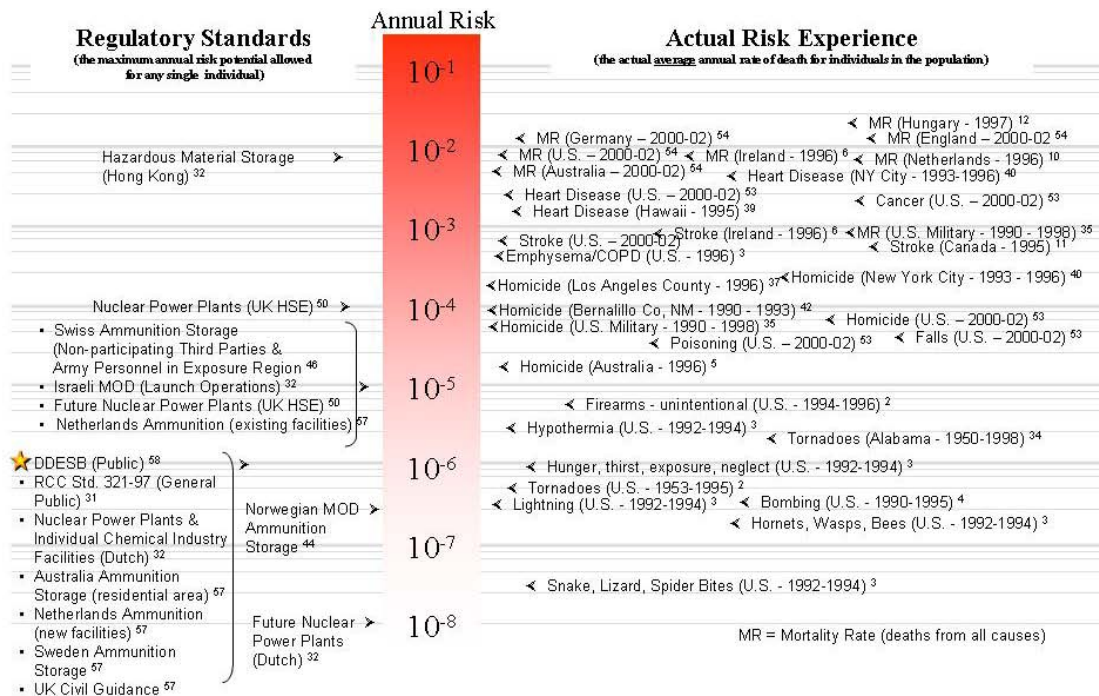 Annual Risk
Regulatory Standards
(the maximum annual risk potential allowed
for any single individual)
Actual Risk Experience
(the actual average annual rate of death for individuals in the population)
10-1
10-2
10-3
10-4
10-5
10-6
10-7
10-8
Hazardous Material Storage
(Hong Kong) 32
Nuclear Power Plants (UK HSE) 50
▪ Swiss Ammunition Storage
(Non-participating Third Parties &
Army Personnel in Exposure Region 46
▪ Israeli MOD (Launch Operations) 32
▪ Future Nuclear Power Plants (UK HSE) 50
▪ Netherlands Ammunition (existing facilities) 57
DDESB (Public) 58
▪ RCC Std. 321-97 (General
Public) 31
▪ Nuclear Power Plants &
Individual Chemical Industry
Facilities (Dutch) 32
▪ Australia Ammunition
Storage (residential area) 57
▪ Netherlands Ammunition
(new facilities) 57
▪ Sweden Ammunition
Storage 57
▪ UK Civil Guidance 57
Norwegian MOD
Ammunition
Storage 44
Future Nuclear
Power Plants
(Dutch) 32
MR (Hungary - 1997) 12
MR (Germany – 2000-02) 54
MR (England – 2000-02 54
MR (U.S. – 2000-02) 54
MR (Ireland - 1996) 6
MR (Netherlands - 1996) 10
MR (Australia – 2000-02) 54
Heart Disease (NY City - 1993-1996) 40
Heart Disease (U.S. – 2000-02) 53
Cancer (U.S. – 2000-02) 53
Heart Disease (Hawaii - 1995) 39
Stroke (Ireland - 1996) 6
MR (U.S. Military - 1990 - 1998) 35
Stroke (U.S. – 2000-02)
Stroke (Canada - 1995) 11
Emphysema/COPD (U.S. - 1996) 3
Homicide (New York City - 1993 - 1996) 40
Homicide (Los Angeles County - 1996) 37
Homicide (Bernalillo Co, NM - 1990 - 1993) 42
Homicide (U.S. – 2000-02) 53
Homicide (U.S. Military - 1990 - 1998) 35
Poisoning (U.S. – 2000-02) 53
Falls (U.S. – 2000-02) 53
Homicide (Australia - 1996) 5
Firearms - unintentional (U.S. - 1994-1996) 2
Hypothermia (U.S. - 1992-1994) 3
Tornadoes (Alabama - 1950-1998) 34
Hunger, thirst, exposure, neglect (U.S. - 1992-1994) 3
Tornadoes (U.S. - 1953-1995) 2
Lightning (U.S. - 1992-1994) 3
Bombing (U.S. - 1990-1995) 4
Hornets, Wasps, Bees (U.S. - 1992-1994) 3
Snake, Lizard, Spider Bites (U.S. - 1992-1994) 3
MR = Mortality Rate (deaths from all causes)